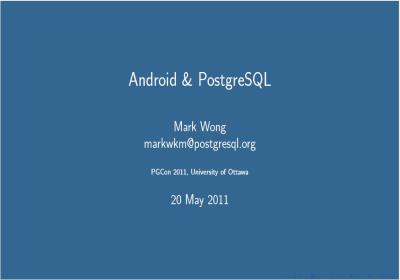 Android & PostgreSQL
Mark Wong
markwkm@postgresql.org
PGCon 2011, University of Ottawa
20 May 2011